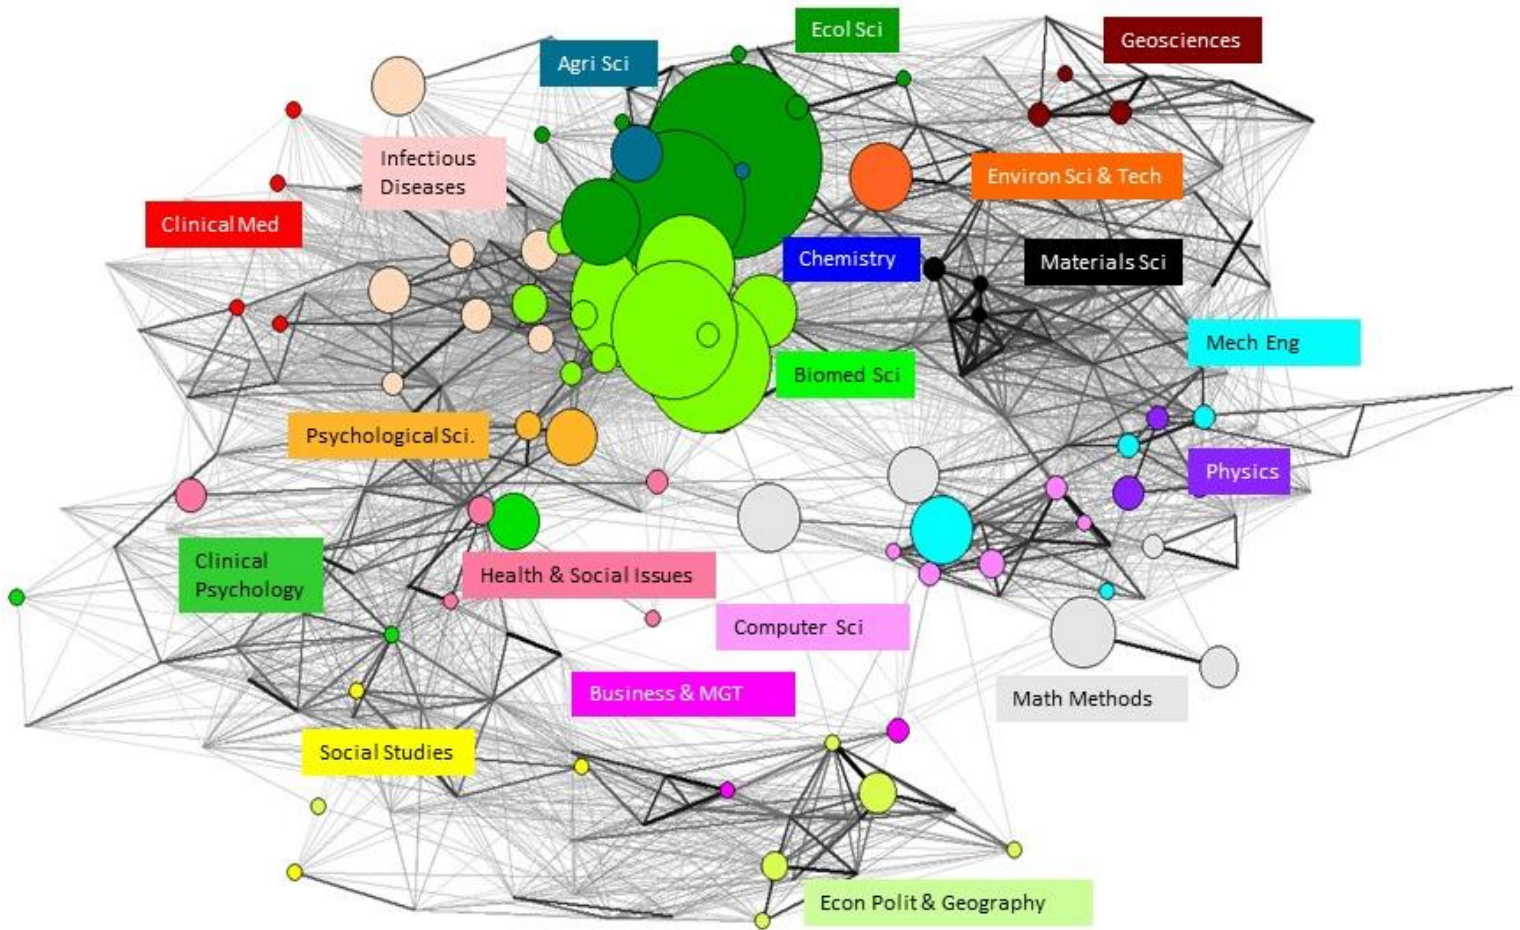 Ecol Sci
Geosciences
Agri Sci
Infectious
Diseases
Environ Sci & Tech
Clinical Med
Chemistry
Materials Sci
Mech Eng
Biomed Sci
Psychological Sci.
Physics
Clinical
Psychology
Health & Social Issues
Computer Sci
Business & MGT
Math Methods
Social Studies
Econ Polit & Geography